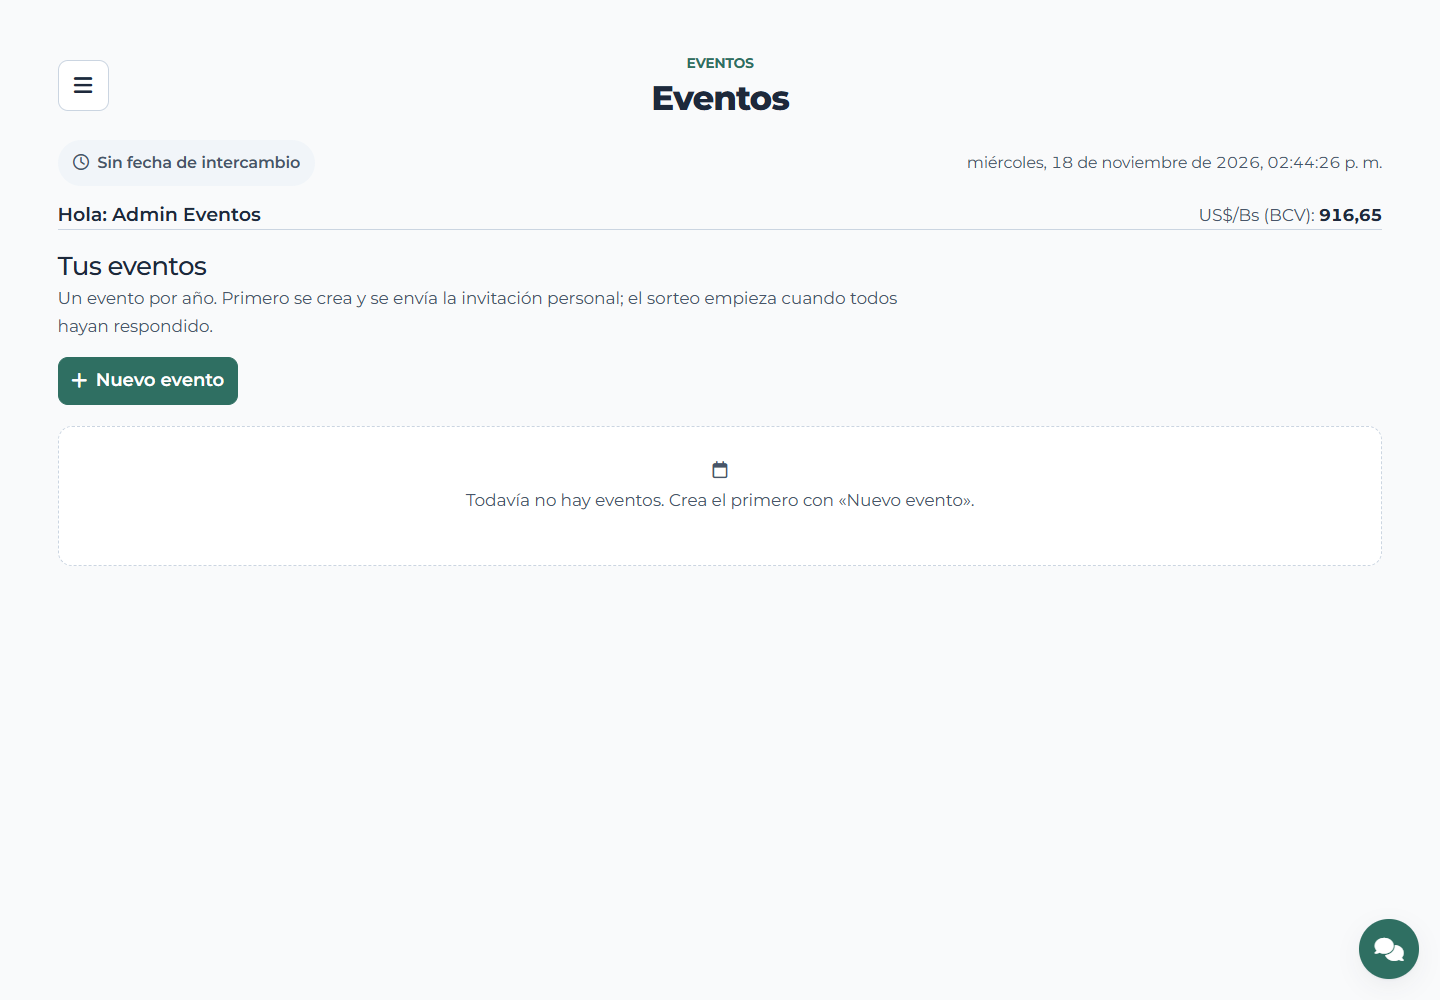 EVENTOS
Eventos
Sin fecha de intercambio
miércoles, 18 de noviembre de 2026, 02:44:26 p. m.
Hola: Admin Eventos
US$/Bs (BCV): 916,65
Tus eventos
Un evento por año. Primero se crea y se envía la invitación personal; el sorteo empieza cuando todos
hayan respondido.
Nuevo evento
Todavía no hay eventos. Crea el primero con «Nuevo evento».